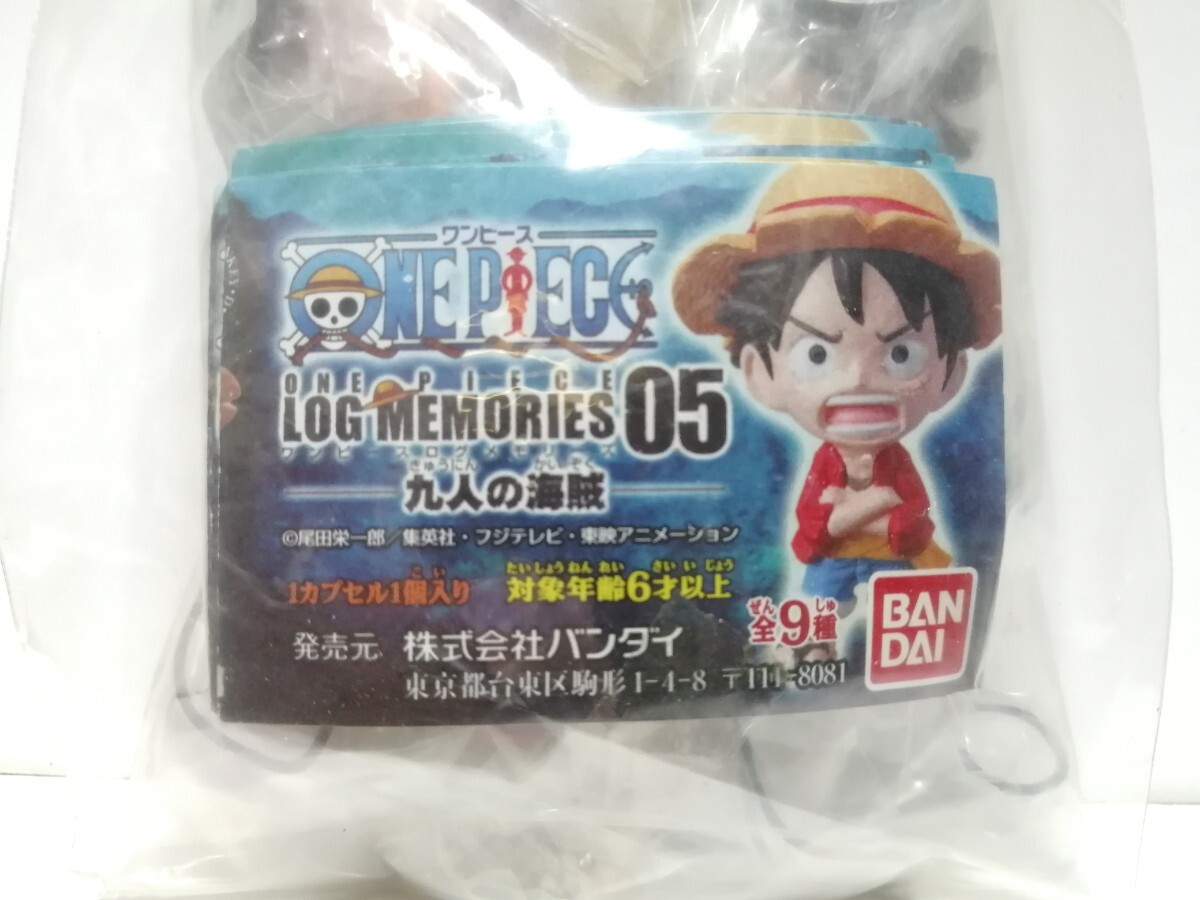 ワンピース
ONE PIECE
ONE PIECE
LOG MEMORIES 05
ワンピースログメモリーズ
きゅうにん かいぞく
九人の海賊
©尾田栄一郎／集英社・フジテレビ・東映アニメーション
こい
1カプセル1個入り
たいしょうねんれい さいいじょう
対象年齢6才以上
ぜん しゅ
全9種
BAN
DAI
発売元 株式会社バンダイ
東京都台東区駒形1-4-8 〒111-8081